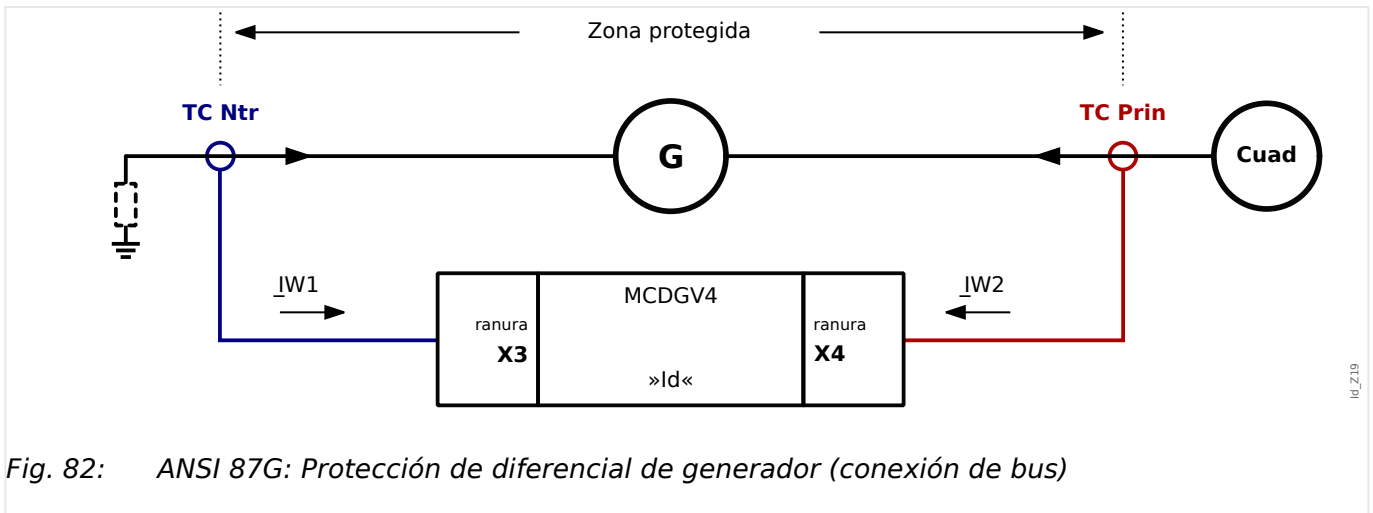 Zona protegida
TC Ntr
TC Prin
G
Cuad
_IW1
_IW2
MCDGV4
ranura
X3
ranura
X4
»Id«
Id_Z19
Fig. 82: ANSI 87G: Protección de diferencial de generador (conexión de bus)